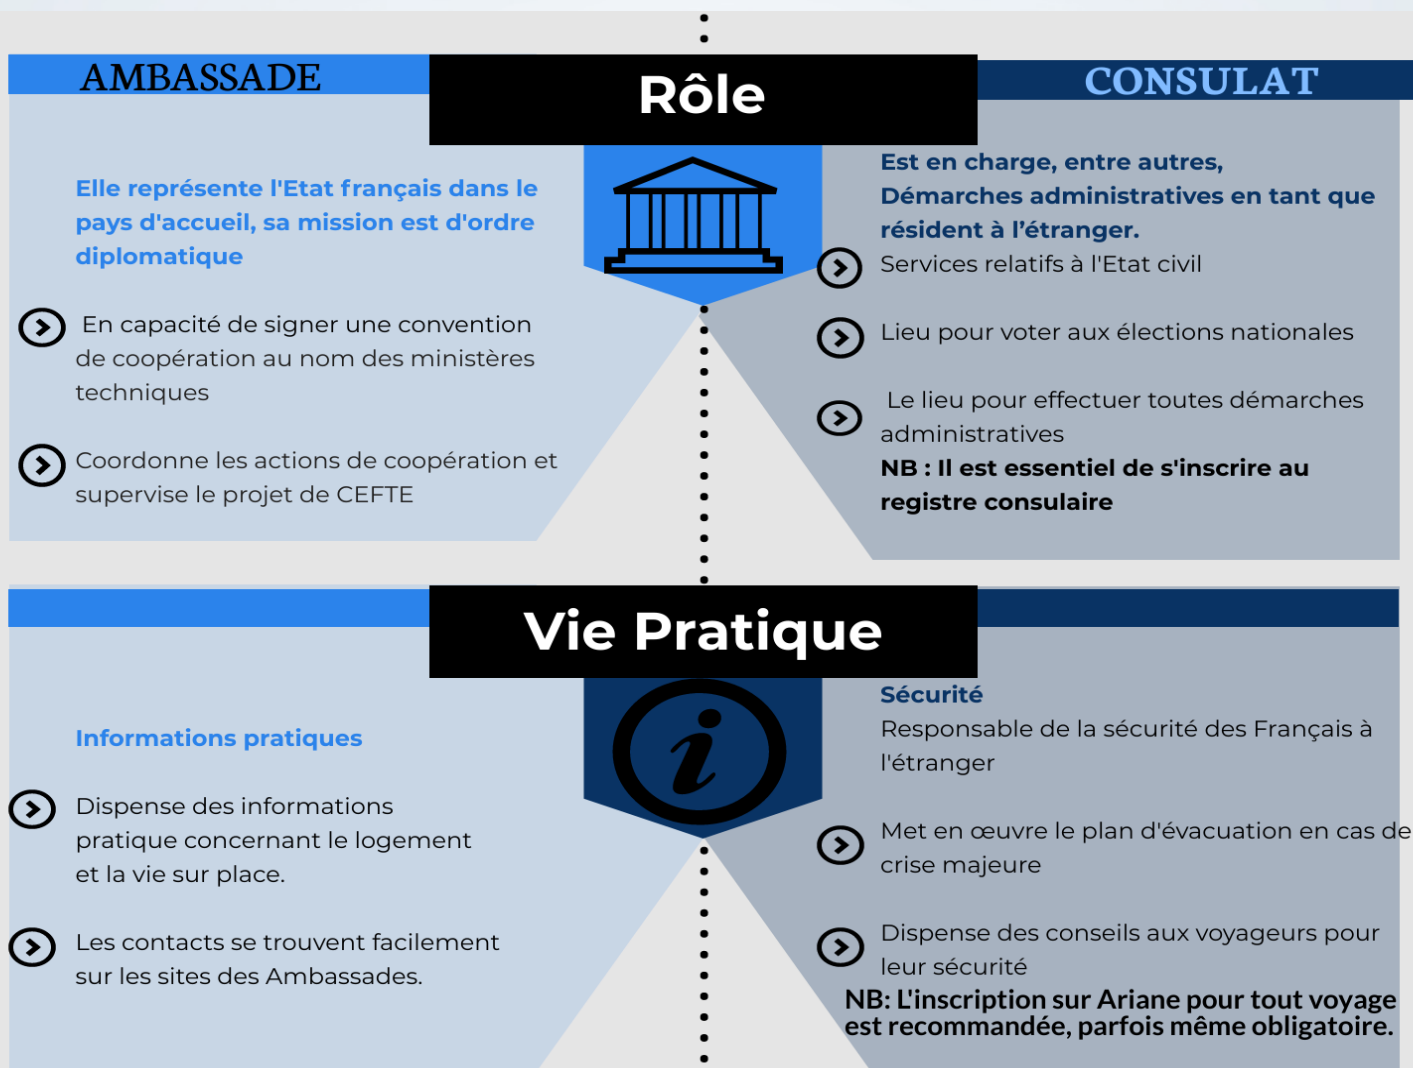 AMBASSADE
Rôle
CONSULAT
Elle représente l'Etat français dans le
pays d'accueil, sa mission est d'ordre
diplomatique
En capacité de signer une convention
de coopération au nom des ministères
techniques
Coordonne les actions de coopération et
supervise le projet de CEFTE
Est en charge, entre autres,
Démarches administratives en tant que
résident à l’étranger.
Services relatifs à l'Etat civil
Lieu pour voter aux élections nationales
Le lieu pour effectuer toutes démarches
administratives
NB : Il est essentiel de s'inscrire au
registre consulaire
Vie Pratique
Informations pratiques
Dispense des informations
pratique concernant le logement
et la vie sur place.
Les contacts se trouvent facilement
sur les sites des Ambassades.
Sécurité
Responsable de la sécurité des Français à
l'étranger
Met en œuvre le plan d'évacuation en cas de
crise majeure
Dispense des conseils aux voyageurs pour
leur sécurité
NB: L'inscription sur Ariane pour tout voyage
est recommandée, parfois même obligatoire.